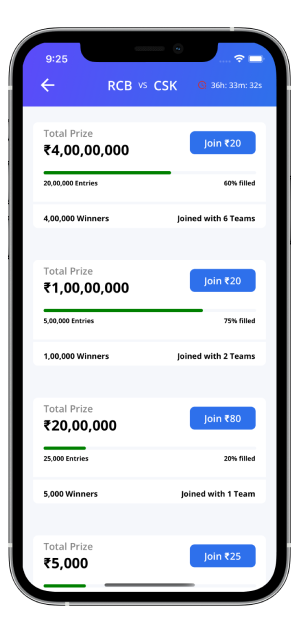 9:25
RCB VS CSK 36h: 33m: 32s
Total Prize
₹4,00,00,000
Join ₹20
20,00,000 Entries 60% filled
4,00,000 Winners Joined with 6 Teams
Total Prize
₹1,00,00,000
Join ₹20
5,00,000 Entries 75% filled
1,00,000 Winners Joined with 2 Teams
Total Prize
₹20,00,000
Join ₹80
25,000 Entries 20% filled
5,000 Winners Joined with 1 Team
Total Prize
₹5,000
Join ₹25